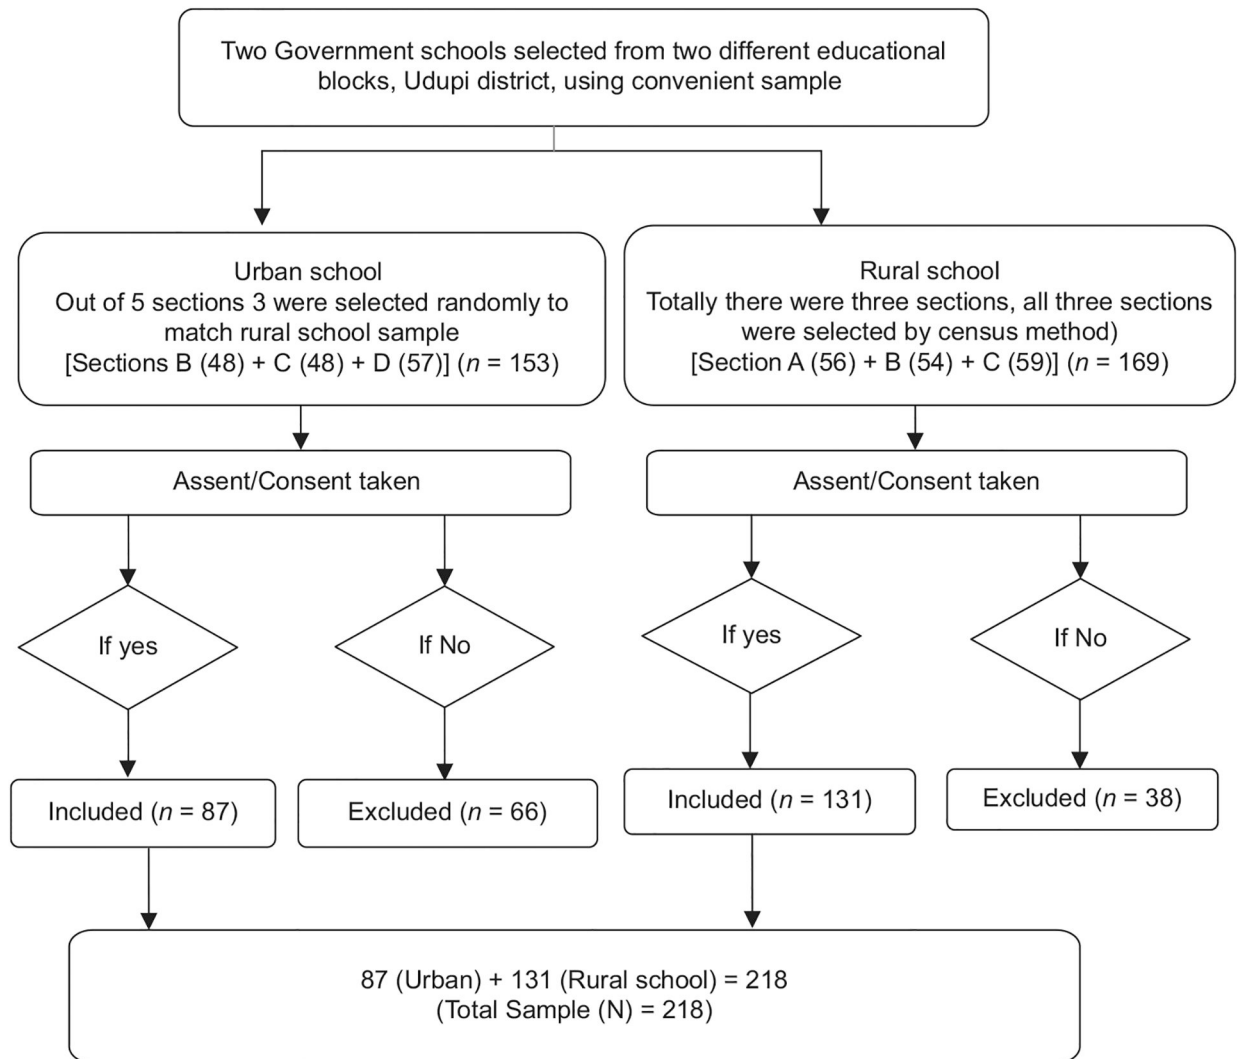 Two Government schools selected from two different educational
blocks, Udupi district, using convenient sample
Urban school
Out of 5 sections 3 were selected randomly to
match rural school sample
[Sections B (48) + C (48) + D (57)] (n = 153)
Rural school
Totally there were three sections, all three sections
were selected by census method)
[Section A (56) + B (54) + C (59)] (n = 169)
Assent/Consent taken
Assent/Consent taken
If yes
If No
If yes
If No
Included (n = 87)
Excluded (n = 66)
Included (n = 131)
Excluded (n = 38)
87 (Urban) + 131 (Rural school) = 218
(Total Sample (N) = 218)